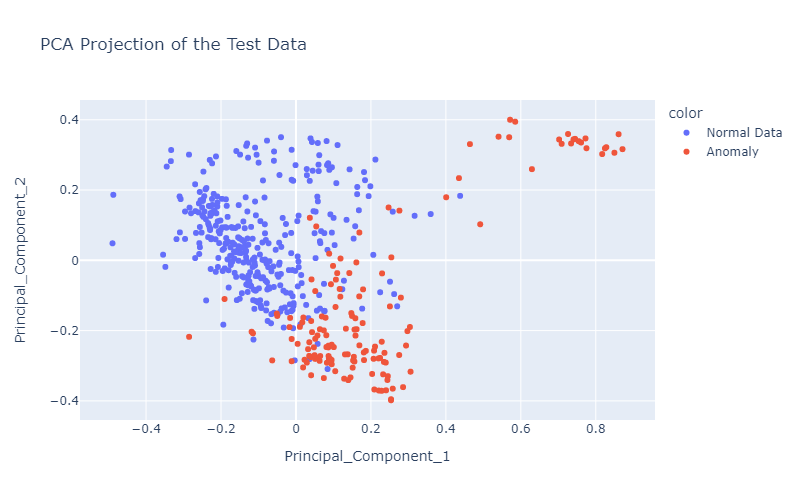 PCA Projection of the Test Data
color
Normal Data
Anomaly
Principal_Component_2
0.4
0.2
0
−0.2
−0.4
−0.4
−0.2
0
0.2
0.4
0.6
0.8
Principal_Component_1